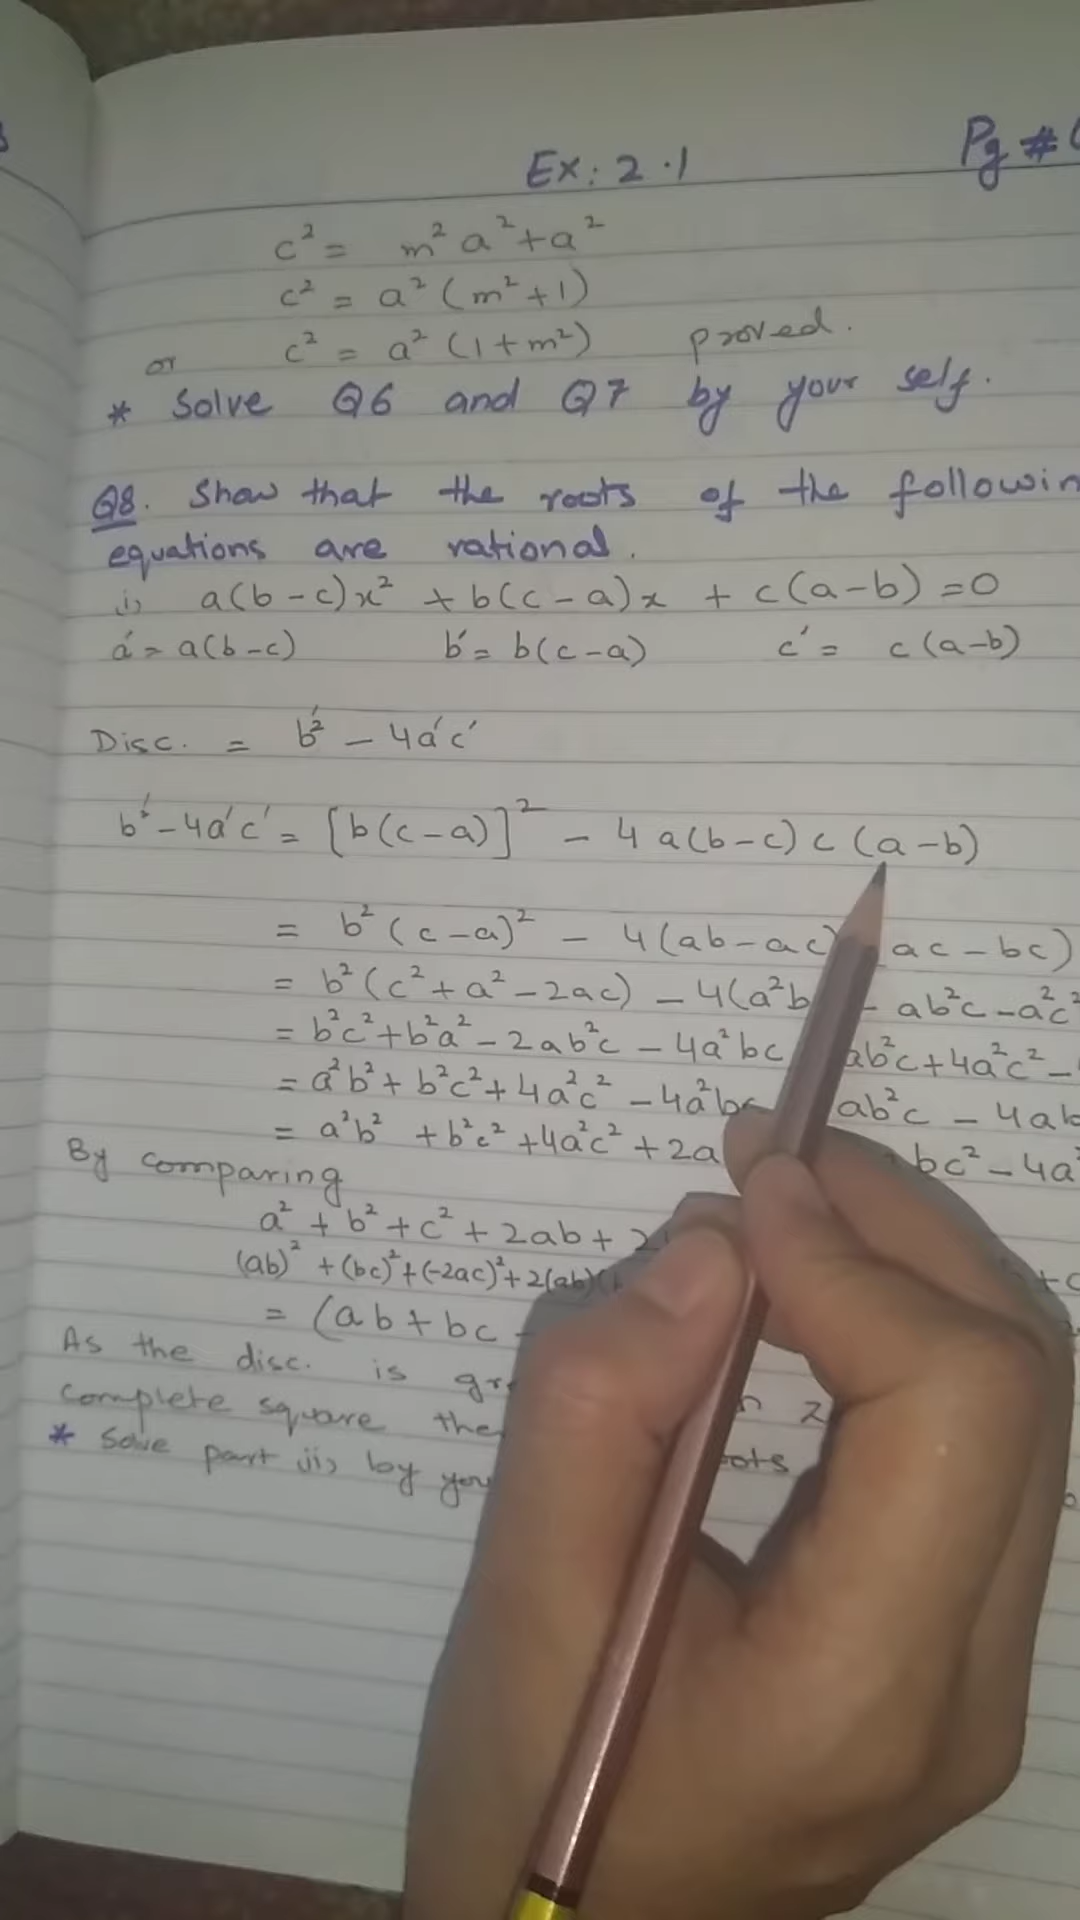 Ex: 2.1
Pg #
c² = m²a² + a²
c² = a² (m²+1)
or c² = a² (1+m²) proved.
* Solve Q6 and Q7 by your self.
Q8. Show that the roots of the followin
equations are rational.
i) a(b-c)x² + b(c-a)x + c(a-b) = 0
a' = a(b-c) b' = b(c-a) c' = c(a-b)
Disc. = b'² - 4a'c'
b'² - 4a'c' = [b(c-a)]² - 4a(b-c)c(a-b)
= b²(c-a)² - 4(ab-ac) ac-bc)
= b²(c²+a²-2ac) - 4(a²b - ab²c - a²c²
= b²c² + b²a² - 2ab²c - 4a²bc ab²c + 4a²c² -
= a²b² + b²c² + 4a²c² - 4a²bc ab²c - 4ab
= a²b² + b²c² + 4a²c² + 2a bc² - 4a²
By comparing
a² + b² + c² + 2ab + 2
(ab)² + (bc)² + (-2ac)² + 2(ab)(
= (ab + bc -
As the disc. is
complete square the
* Solve part ii) by